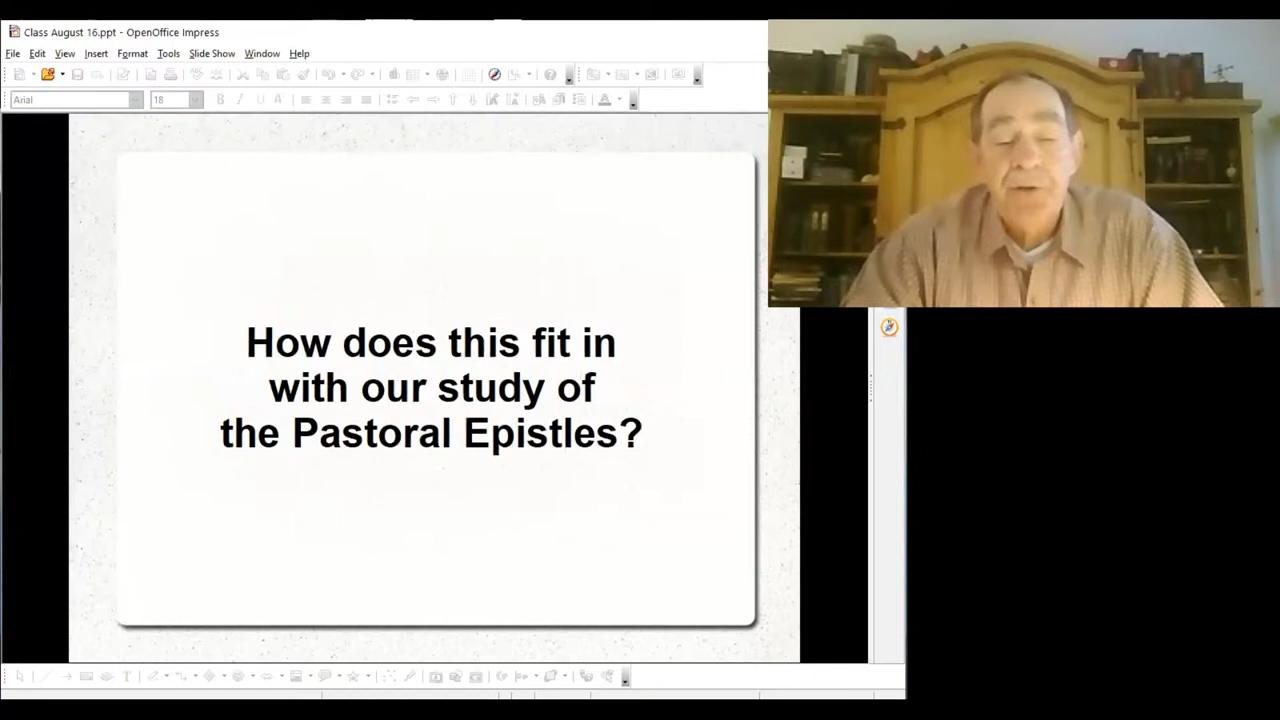 Class August 16.ppt - OpenOffice Impress
File Edit View Insert Format Tools Slide Show Window Help
Arial 18
How does this fit in
with our study of
the Pastoral Epistles?